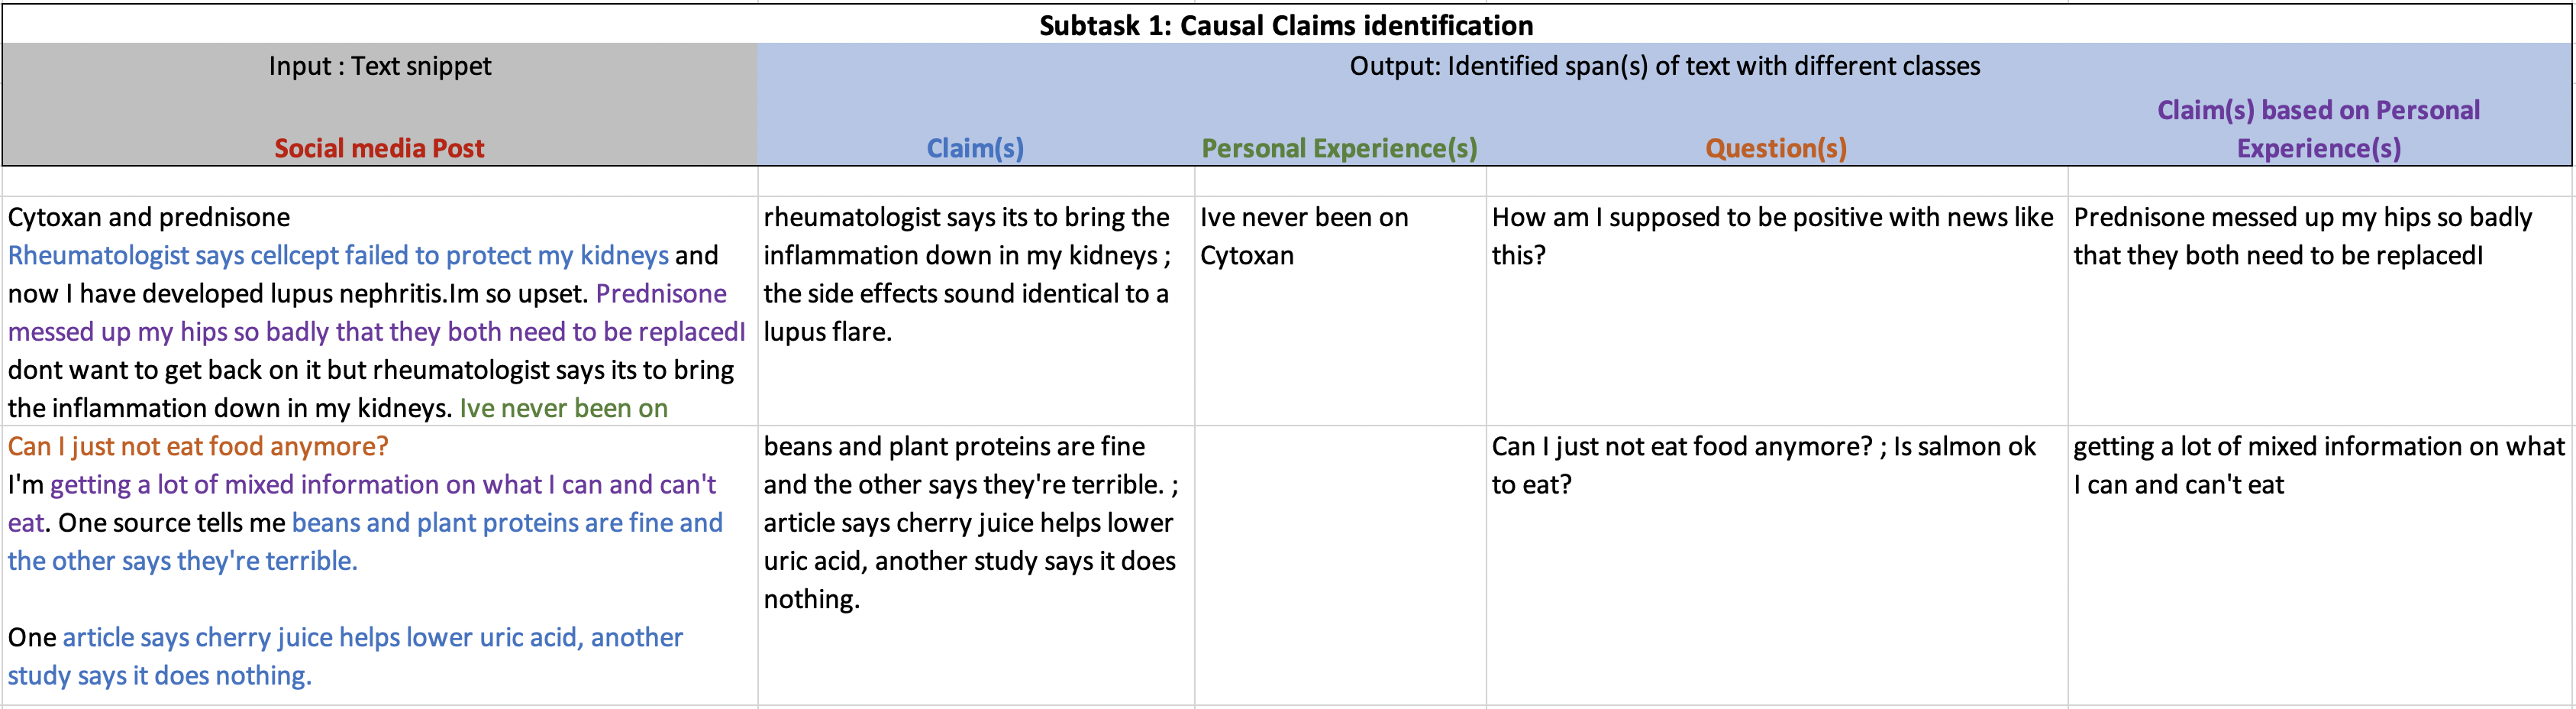 Subtask 1: Causal Claims identification
Input : Text snippet
Output: Identified span(s) of text with different classes
Social media Post
Claim(s)
Personal Experience(s)
Question(s)
Claim(s) based on Personal
Experience(s)
Cytoxan and prednisone
Rheumatologist says cellcept failed to protect my kidneys and
now I have developed lupus nephritis.Im so upset. Prednisone
messed up my hips so badly that they both need to be replacedI
dont want to get back on it but rheumatologist says its to bring
the inflammation down in my kidneys. Ive never been on
rheumatologist says its to bring the
inflammation down in my kidneys ;
the side effects sound identical to a
lupus flare.
Ive never been on
Cytoxan
How am I supposed to be positive with news like
this?
Prednisone messed up my hips so badly
that they both need to be replacedI
Can I just not eat food anymore?
I'm getting a lot of mixed information on what I can and can't
eat. One source tells me beans and plant proteins are fine and
the other says they're terrible.
One article says cherry juice helps lower uric acid, another
study says it does nothing.
beans and plant proteins are fine
and the other says they're terrible. ;
article says cherry juice helps lower
uric acid, another study says it does
nothing.
Can I just not eat food anymore? ; Is salmon ok
to eat?
getting a lot of mixed information on what
I can and can't eat